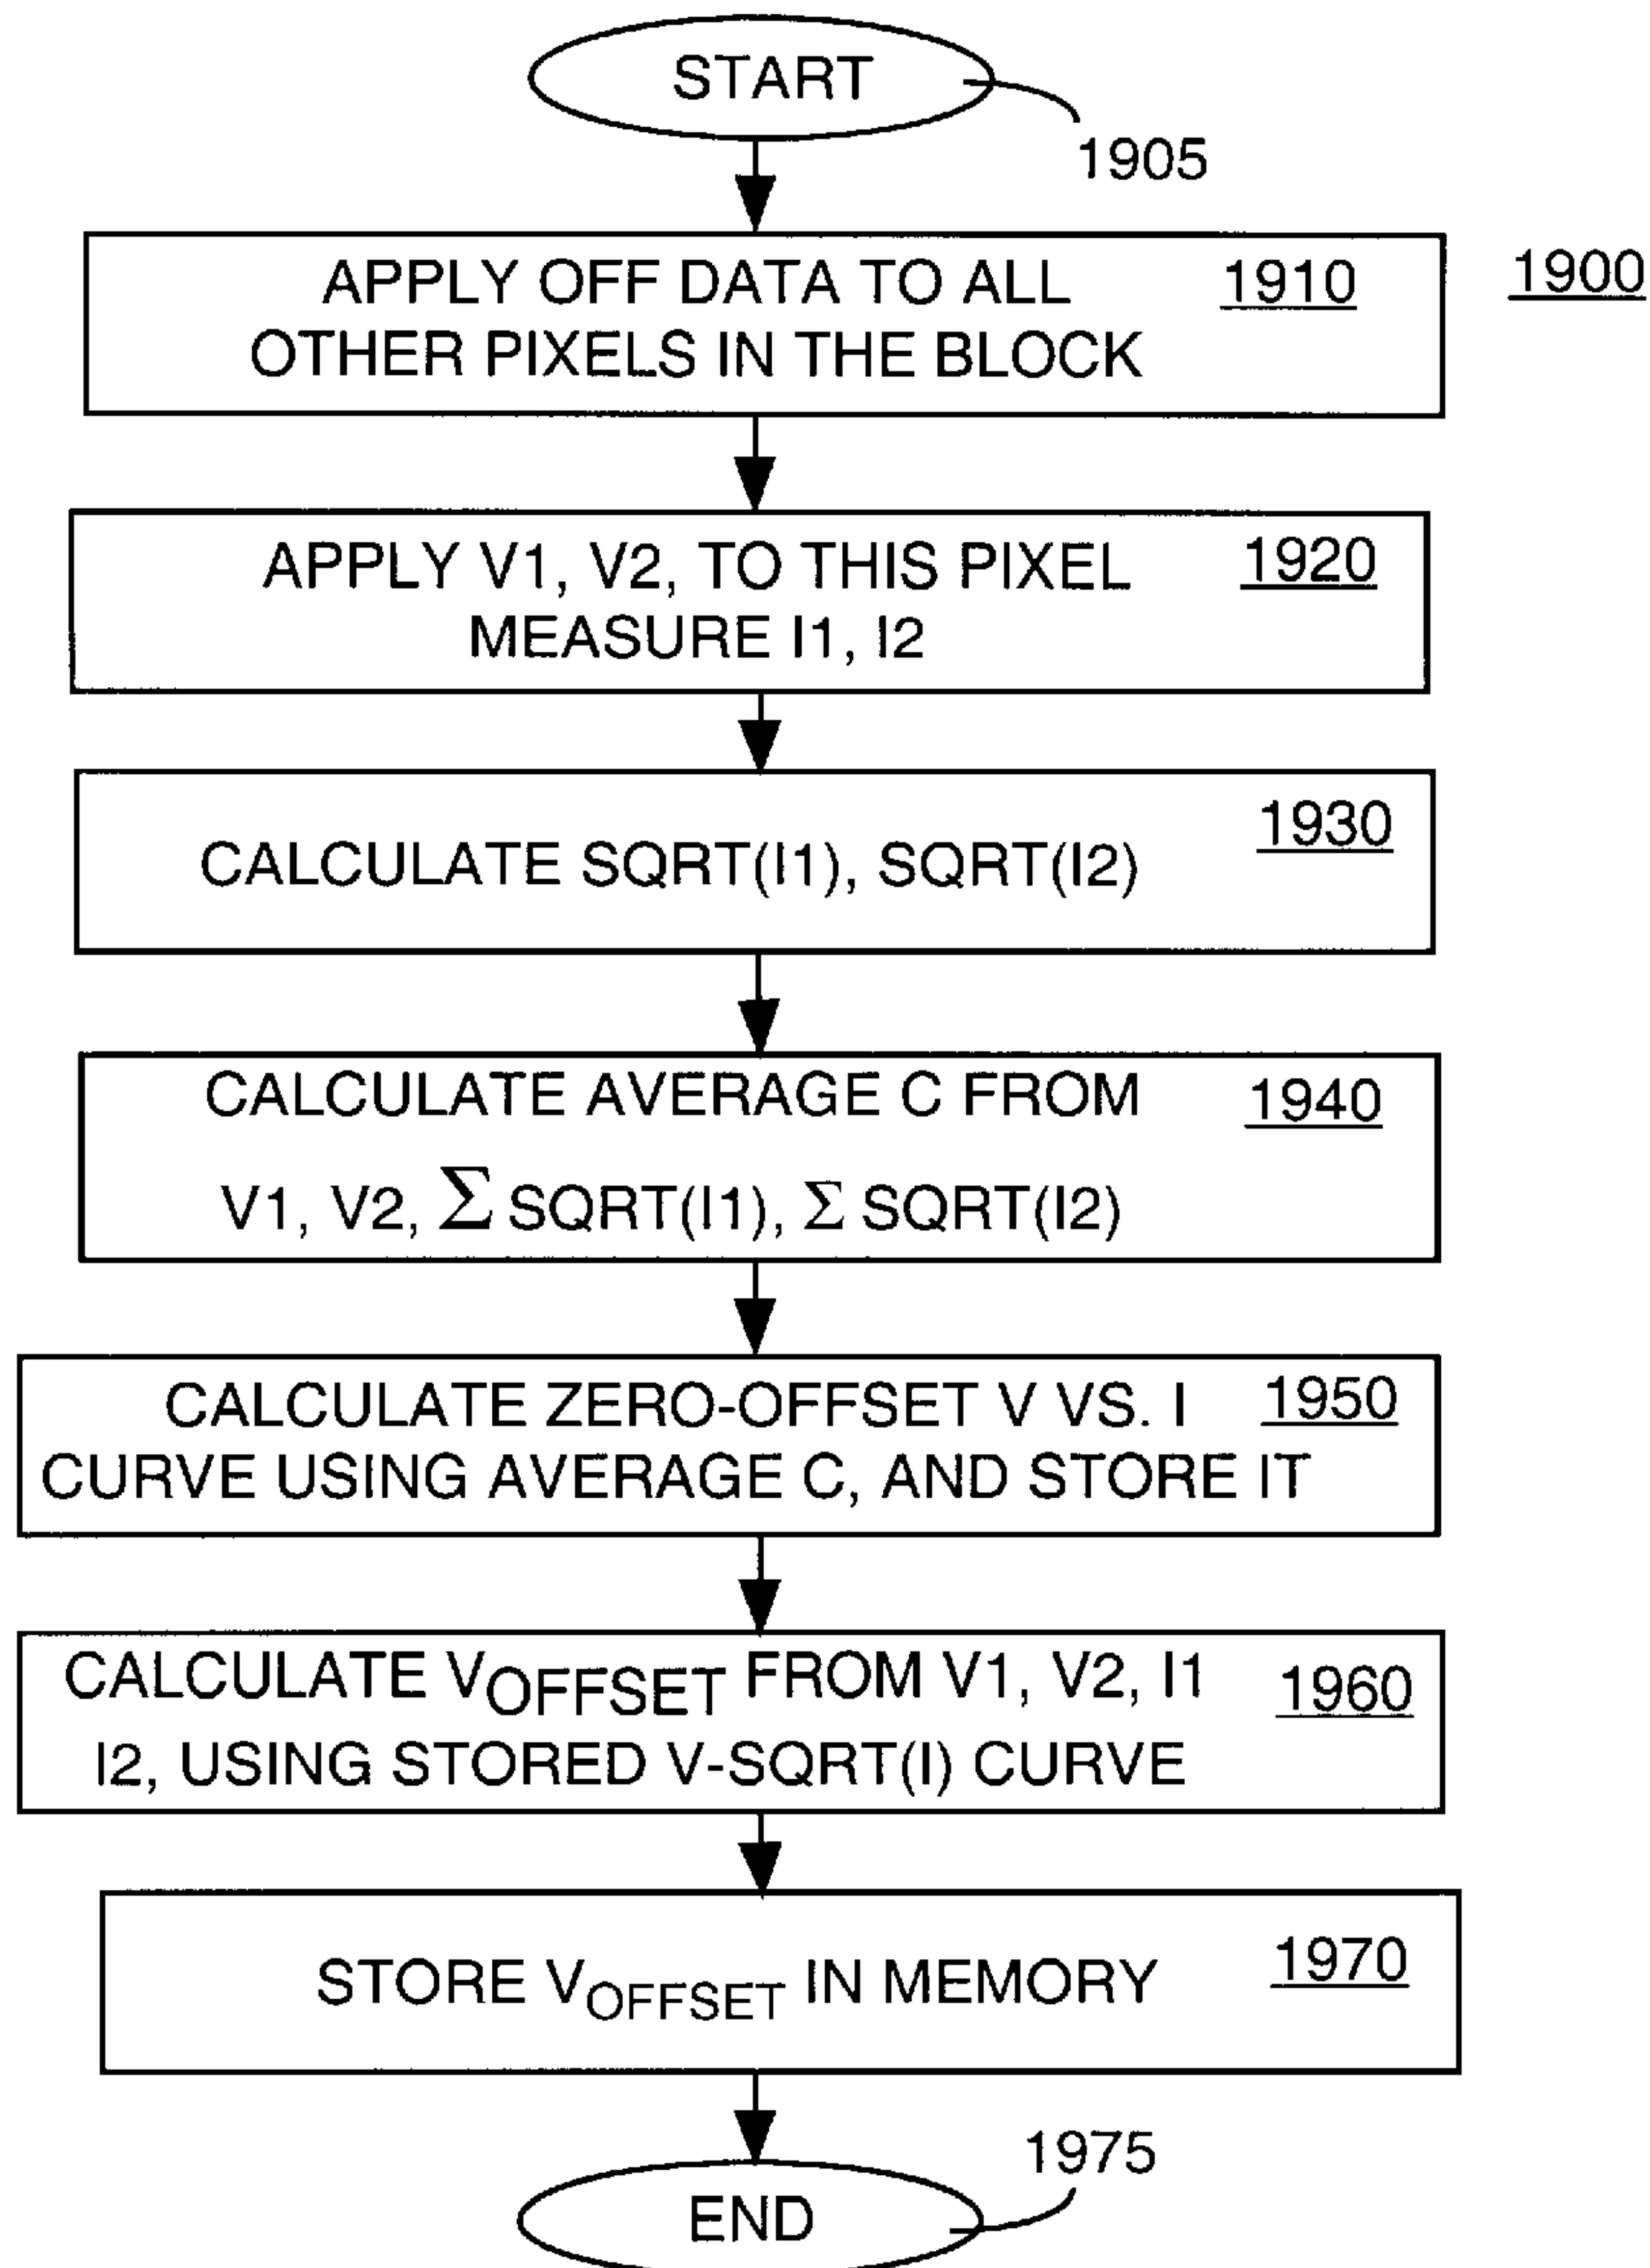 START
1905
APPLY OFF DATA TO ALL 1910
OTHER PIXELS IN THE BLOCK
1900
APPLY V1, V2, TO THIS PIXEL 1920
MEASURE I1, I2
1930
CALCULATE SQRT(I1), SQRT(I2)
CALCULATE AVERAGE C FROM 1940
V1, V2, Σ SQRT(I1), Σ SQRT(I2)
CALCULATE ZERO-OFFSET V VS. I 1950
CURVE USING AVERAGE C, AND STORE IT
CALCULATE VOFFSET FROM V1, V2, I1 1960
I2, USING STORED V-SQRT(I) CURVE
STORE VOFFSET IN MEMORY 1970
1975
END